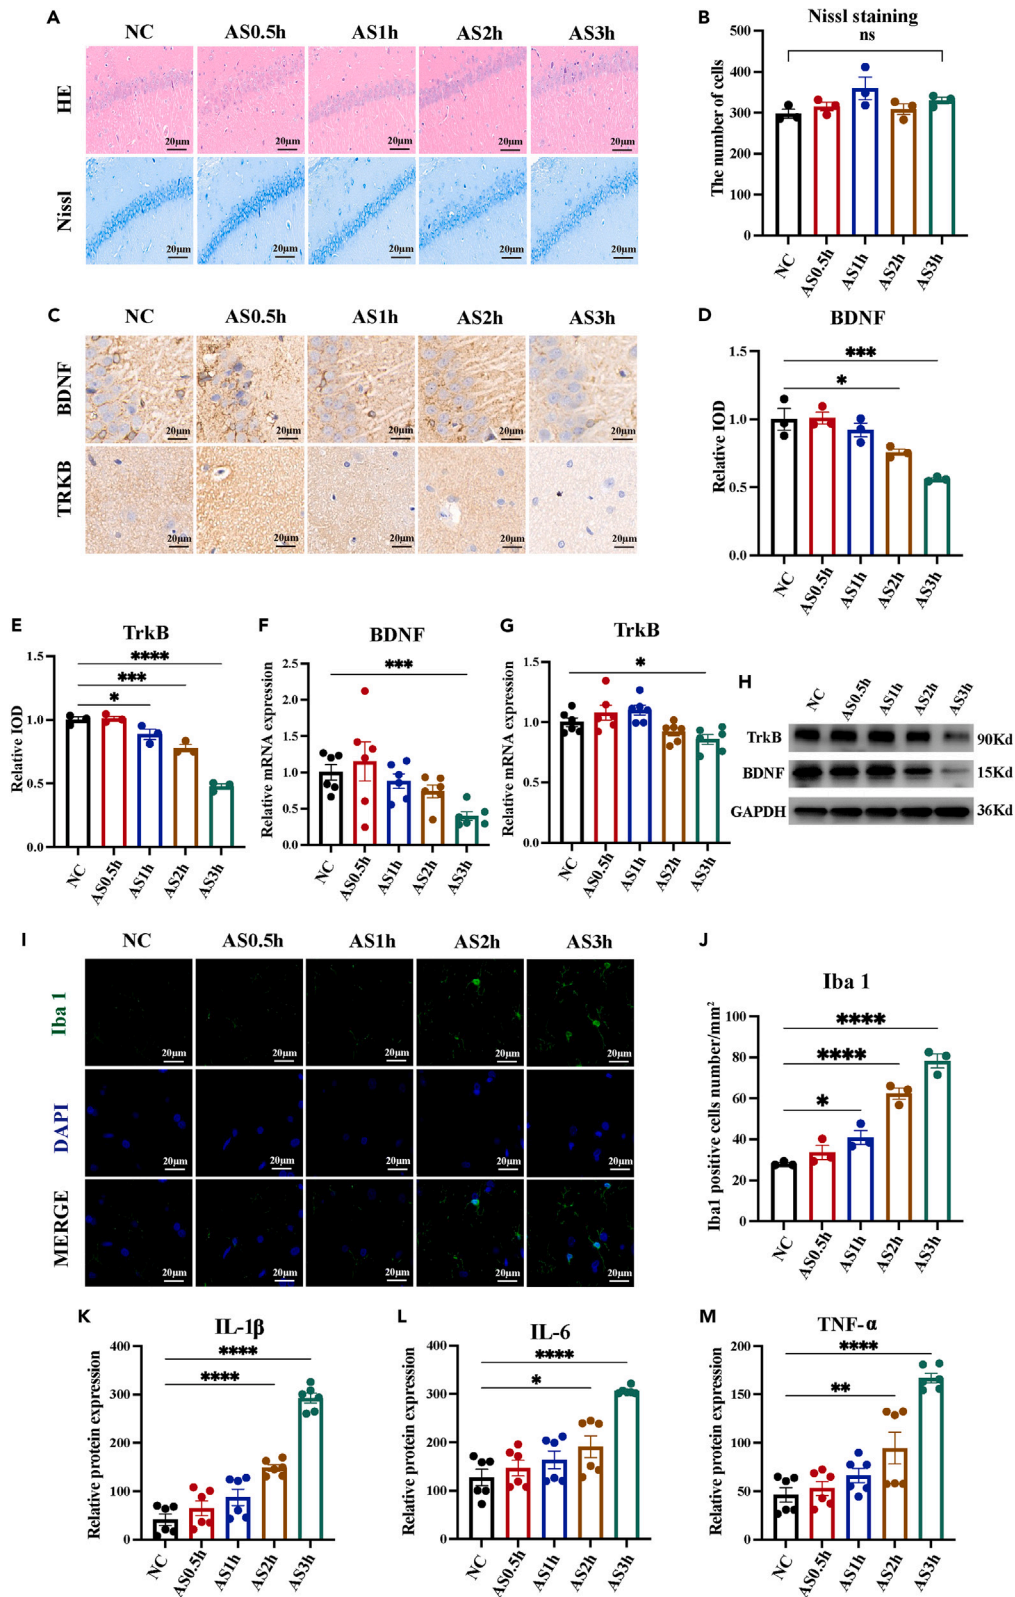 A
NC AS0.5h AS1h AS2h AS3h
HE
20μm 20μm 20μm 20μm 20μm
Nissl
20μm 20μm 20μm 20μm 20μm
B
Nissl staining
ns
The number of cells
500
400
300
200
100
0
NC AS0.5h AS1h AS2h AS3h
C
NC AS0.5h AS1h AS2h AS3h
BDNF
20μm 20μm 20μm 20μm 20μm
TRKB
20μm 20μm 20μm 20μm 20μm
D
BDNF
***
*
Relative IOD
1.5
1.0
0.5
0.0
NC AS0.5h AS1h AS2h AS3h
E
TrkB
****
***
*
Relative IOD
1.5
1.0
0.5
0.0
NC AS0.5h AS1h AS2h AS3h
F
BDNF
***
Relative mRNA expression
2.5
2.0
1.5
1.0
0.5
0.0
NC AS0.5h AS1h AS2h AS3h
G
TrkB
*
Relative mRNA expression
1.5
1.0
0.5
0.0
NC AS0.5h AS1h AS2h AS3h
H
NC AS0.5h AS1h AS2h AS3h
TrkB 90Kd
BDNF 15Kd
GAPDH 36Kd
I
NC AS0.5h AS1h AS2h AS3h
Iba 1
20μm 20μm 20μm 20μm 20μm
DAPI
20μm 20μm 20μm 20μm 20μm
MERGE
20μm 20μm 20μm 20μm 20μm
J
Iba 1
****
****
*
Iba1 positive cells number/mm²
100
80
60
40
20
0
NC AS0.5h AS1h AS2h AS3h
K
IL-1β
****
****
Relative protein expression
400
300
200
100
0
NC AS0.5h AS1h AS2h AS3h
L
IL-6
****
*
Relative protein expression
400
300
200
100
0
NC AS0.5h AS1h AS2h AS3h
M
TNF-α
****
**
Relative protein expression
200
150
100
50
0
NC AS0.5h AS1h AS2h AS3h